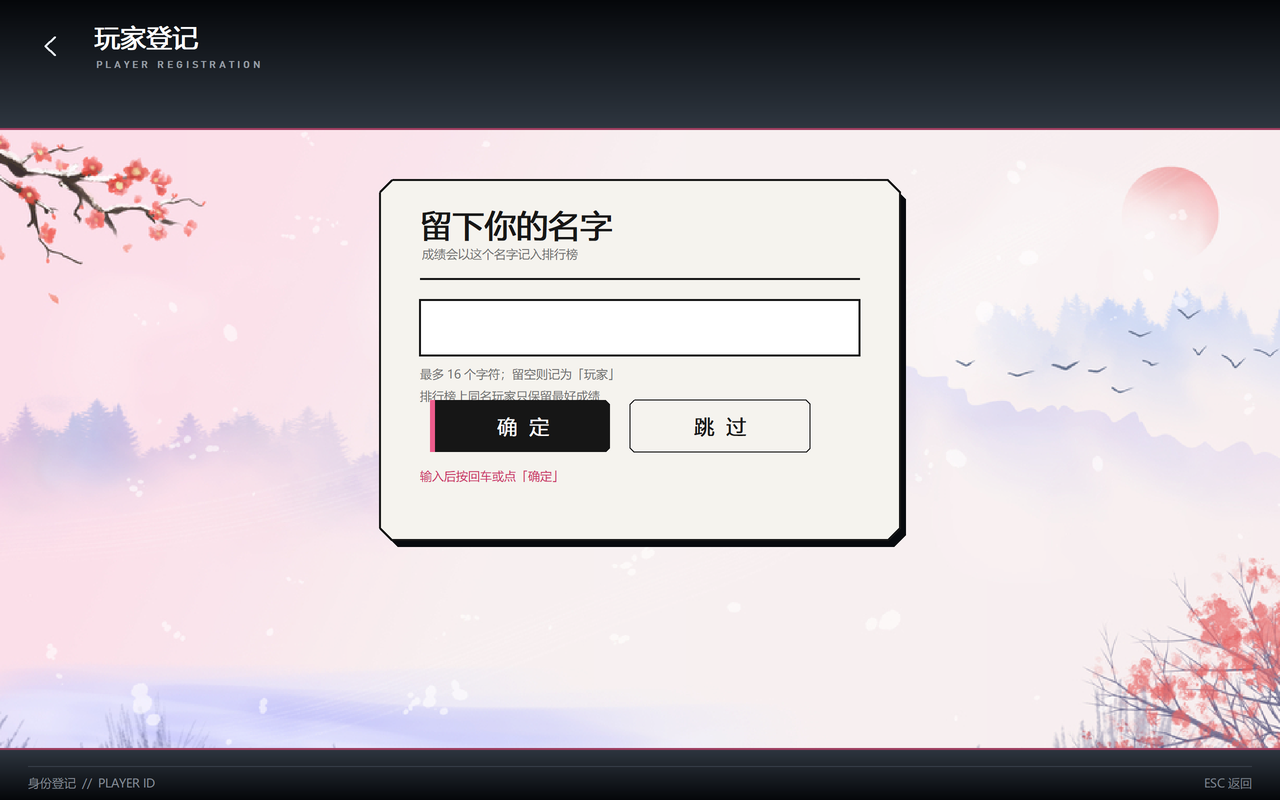 玩家登记
PLAYER REGISTRATION
留下你的名字
成绩会以这个名字记入排行榜
最多 16 个字符；留空则记为「玩家」
排行榜上同名玩家只保留最好成绩
确 定
跳 过
输入后按回车或点「确定」
身份登记 // PLAYER ID
ESC 返回